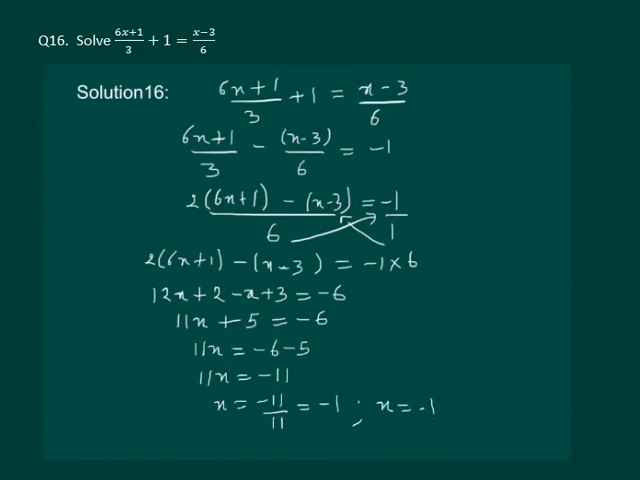 Q16. Solve (6x+1)/3 + 1 = (x−3)/6
Solution16: (6x+1)/3 + 1 = (x-3)/6
(6x+1)/3 - (x-3)/6 = -1
(2(6x+1) - (x-3))/6 = -1/1
2(6x+1) - (x-3) = -1×6
12x+2-x+3 = -6
11x + 5 = -6
11x = -6-5
11x = -11
x = -11/11 = -1 ; x = -1